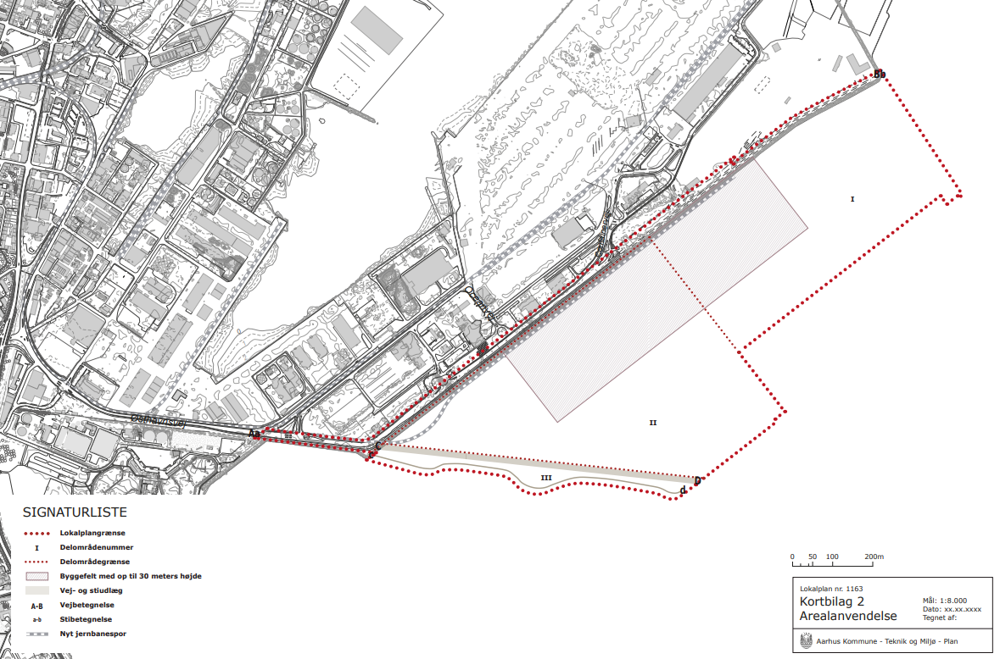 Bb
I
Aa
C
II
III
D
d
SIGNATURLISTE
Lokalplangrænse
I Delområdenummer
Delområdegrænse
Byggefelt med op til 30 meters højde
Vej- og stiudlæg
A-B Vejbetegnelse
a-b Stibetegnelse
Nyt jernbanespor
0 50 100 200m
Lokalplan nr. 1163
Kortbilag 2
Arealanvendelse
Mål: 1:8.000
Dato: xx.xx.xxxx
Tegnet af:
Aarhus Kommune - Teknik og Miljø - Plan